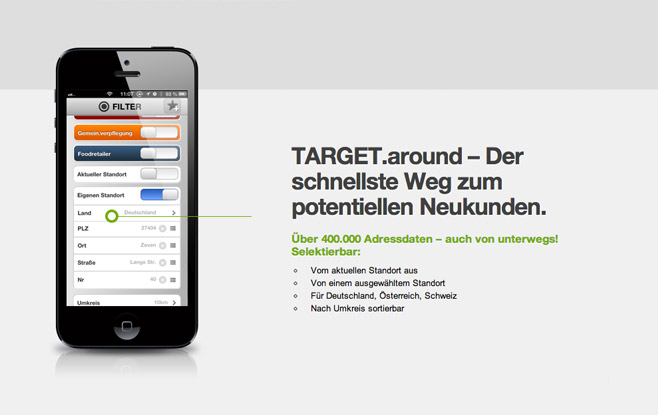 11:07
93 %
FILTER
Gemein.verpflegung
Foodretailer
Aktueller Standort
Eigenen Standort
Land Deutschland
PLZ 37404
Ort Zeven
Straße Lange Str.
Nr 40
Umkreis 10km
TARGET.around – Der
schnellste Weg zum
potentiellen Neukunden.
Über 400.000 Adressdaten – auch von unterwegs!
Selektierbar:
Vom aktuellen Standort aus
Von einem ausgewähltem Standort
Für Deutschland, Österreich, Schweiz
Nach Umkreis sortierbar